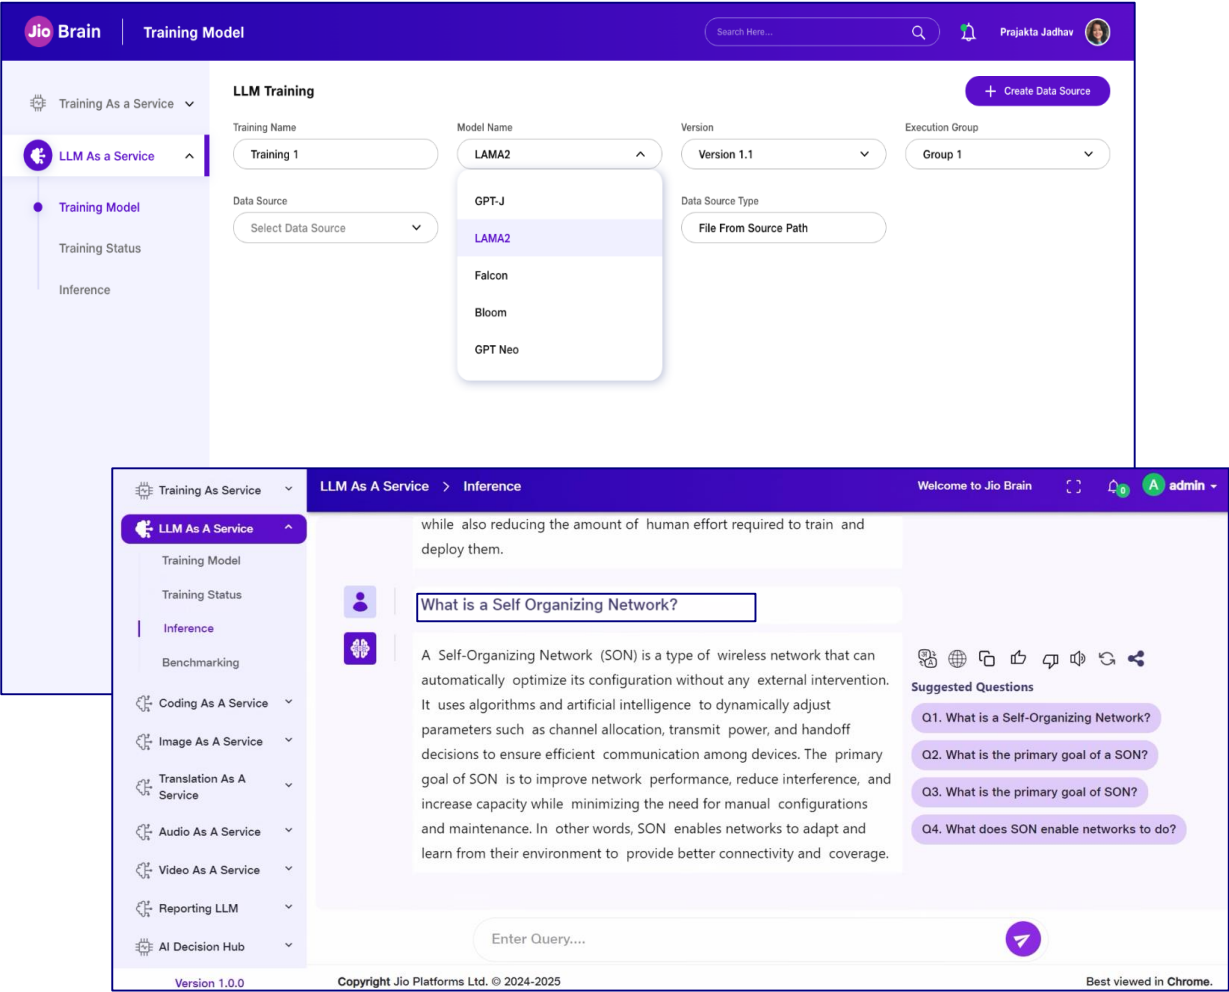 Jio Brain
Training Model
Search Here...
Prajakta Jadhav
Training As a Service
LLM As a Service
Training Model
Training Status
Inference
LLM Training
+ Create Data Source
Training Name
Model Name
Version
Execution Group
Training 1
LAMA2
Version 1.1
Group 1
Data Source
Data Source Type
Select Data Source
File From Source Path
GPT-J
LAMA2
Falcon
Bloom
GPT Neo
Training As Service
LLM As A Service
Training Model
Training Status
Inference
Benchmarking
Coding As A Service
Image As A Service
Translation As A
Service
Audio As A Service
Video As A Service
Reporting LLM
AI Decision Hub
Version 1.0.0
LLM As A Service > Inference
Welcome to Jio Brain
0
A admin
while also reducing the amount of human effort required to train and
deploy them.
What is a Self Organizing Network?
A Self-Organizing Network (SON) is a type of wireless network that can
automatically optimize its configuration without any external intervention.
It uses algorithms and artificial intelligence to dynamically adjust
parameters such as channel allocation, transmit power, and handoff
decisions to ensure efficient communication among devices. The primary
goal of SON is to improve network performance, reduce interference, and
increase capacity while minimizing the need for manual configurations
and maintenance. In other words, SON enables networks to adapt and
learn from their environment to provide better connectivity and coverage.
Suggested Questions
Q1. What is a Self-Organizing Network?
Q2. What is the primary goal of a SON?
Q3. What is the primary goal of SON?
Q4. What does SON enable networks to do?
Enter Query....
Copyright Jio Platforms Ltd. © 2024-2025
Best viewed in Chrome.